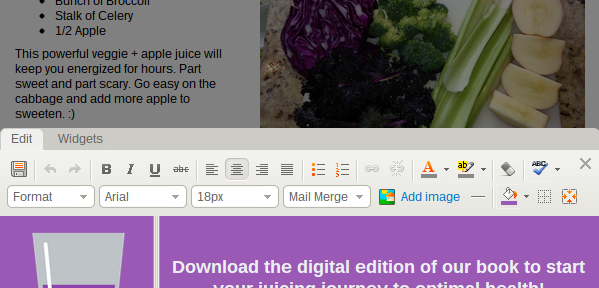 Bunch of Broccoli
Stalk of Celery
1/2 Apple
This powerful veggie + apple juice will
keep you energized for hours. Part
sweet and part scary. Go easy on the
cabbage and add more apple to
sweeten. :)
Edit Widgets
B I U abc A ab ABC
Format Arial 18px Mail Merge Add image
Download the digital edition of our book to start
your juicing journey to optimal health!